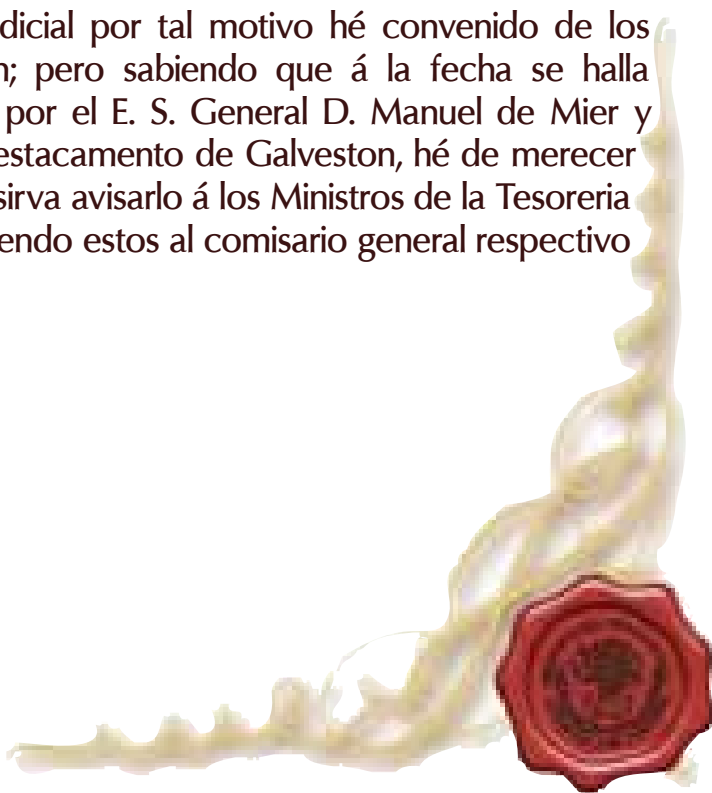 dicial por tal motivo hé convenido de los
n; pero sabiendo que á la fecha se halla
por el E. S. General D. Manuel de Mier y
estacamento de Galveston, hé de merecer
sirva avisarlo á los Ministros de la Tesoreria
endo estos al comisario general respectivo